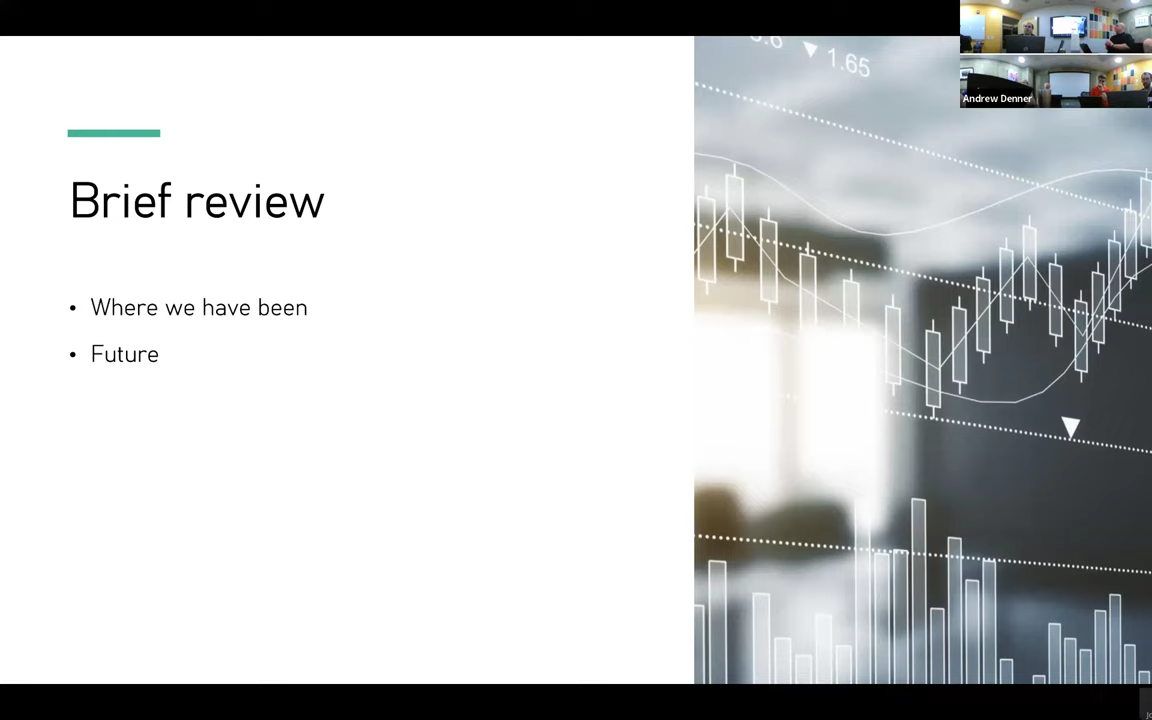 1.65
Andrew Denner
Brief review
• Where we have been
• Future